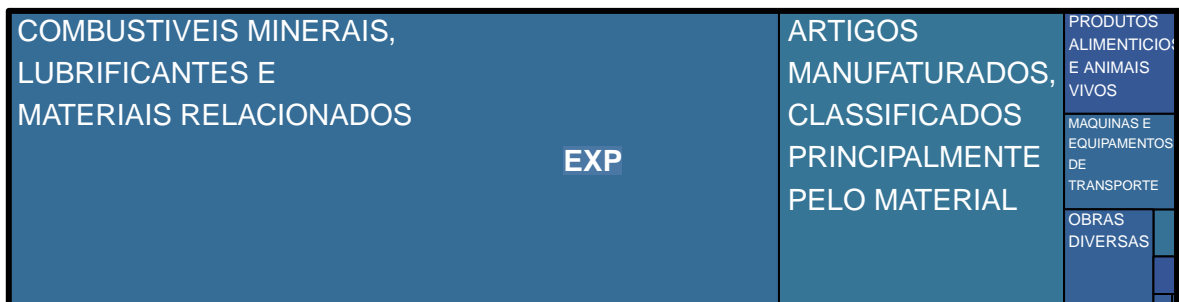 COMBUSTIVEIS MINERAIS,
LUBRIFICANTES E
MATERIAIS RELACIONADOS
EXP
ARTIGOS
MANUFATURADOS,
CLASSIFICADOS
PRINCIPALMENTE
PELO MATERIAL
PRODUTOS
ALIMENTICIOS
E ANIMAIS
VIVOS
MAQUINAS E
EQUIPAMENTOS
DE
TRANSPORTE
OBRAS
DIVERSAS